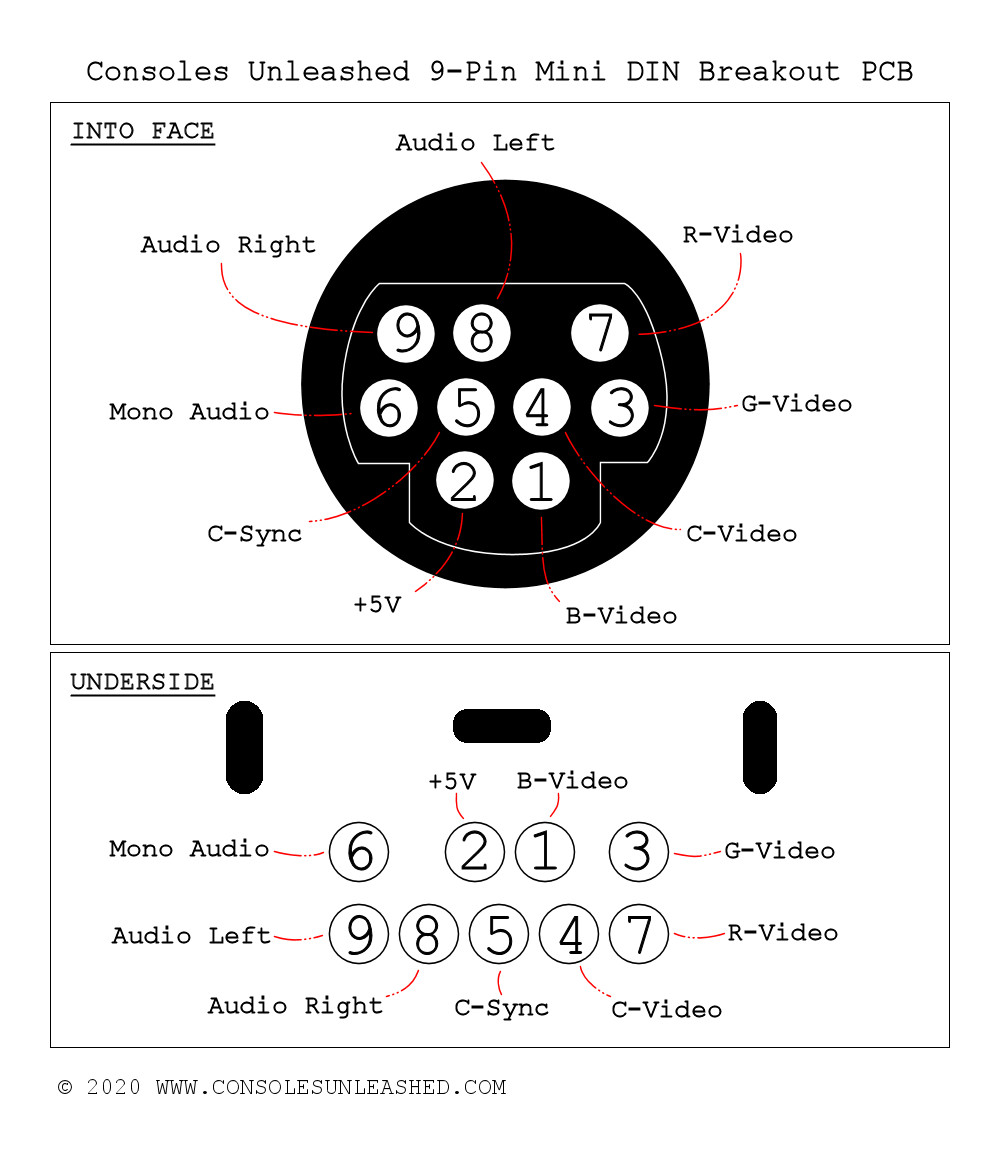 Consoles Unleashed 9-Pin Mini DIN Breakout PCB
INTO FACE
Audio Left
Audio Right
R-Video
9 8 7
Mono Audio
6 5 4 3
G-Video
2 1
C-Sync
C-Video
+5V
B-Video
UNDERSIDE
+5V
B-Video
Mono Audio
6 2 1 3
G-Video
Audio Left
9 8 5 4 7
R-Video
Audio Right
C-Sync
C-Video
© 2020 WWW.CONSOLESUNLEASHED.COM